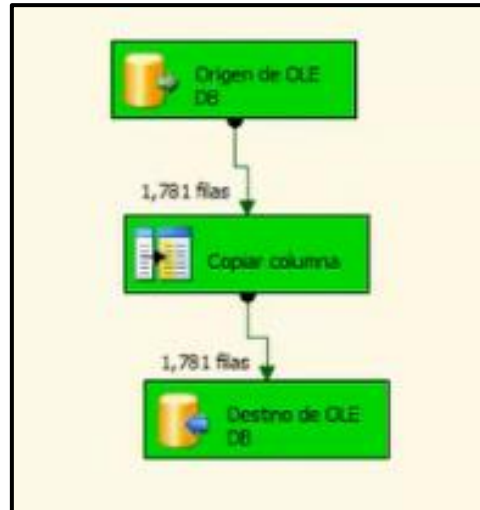 Origen de OLE
DB
1,781 filas
Copiar columna
1,781 filas
Destino de OLE
DB